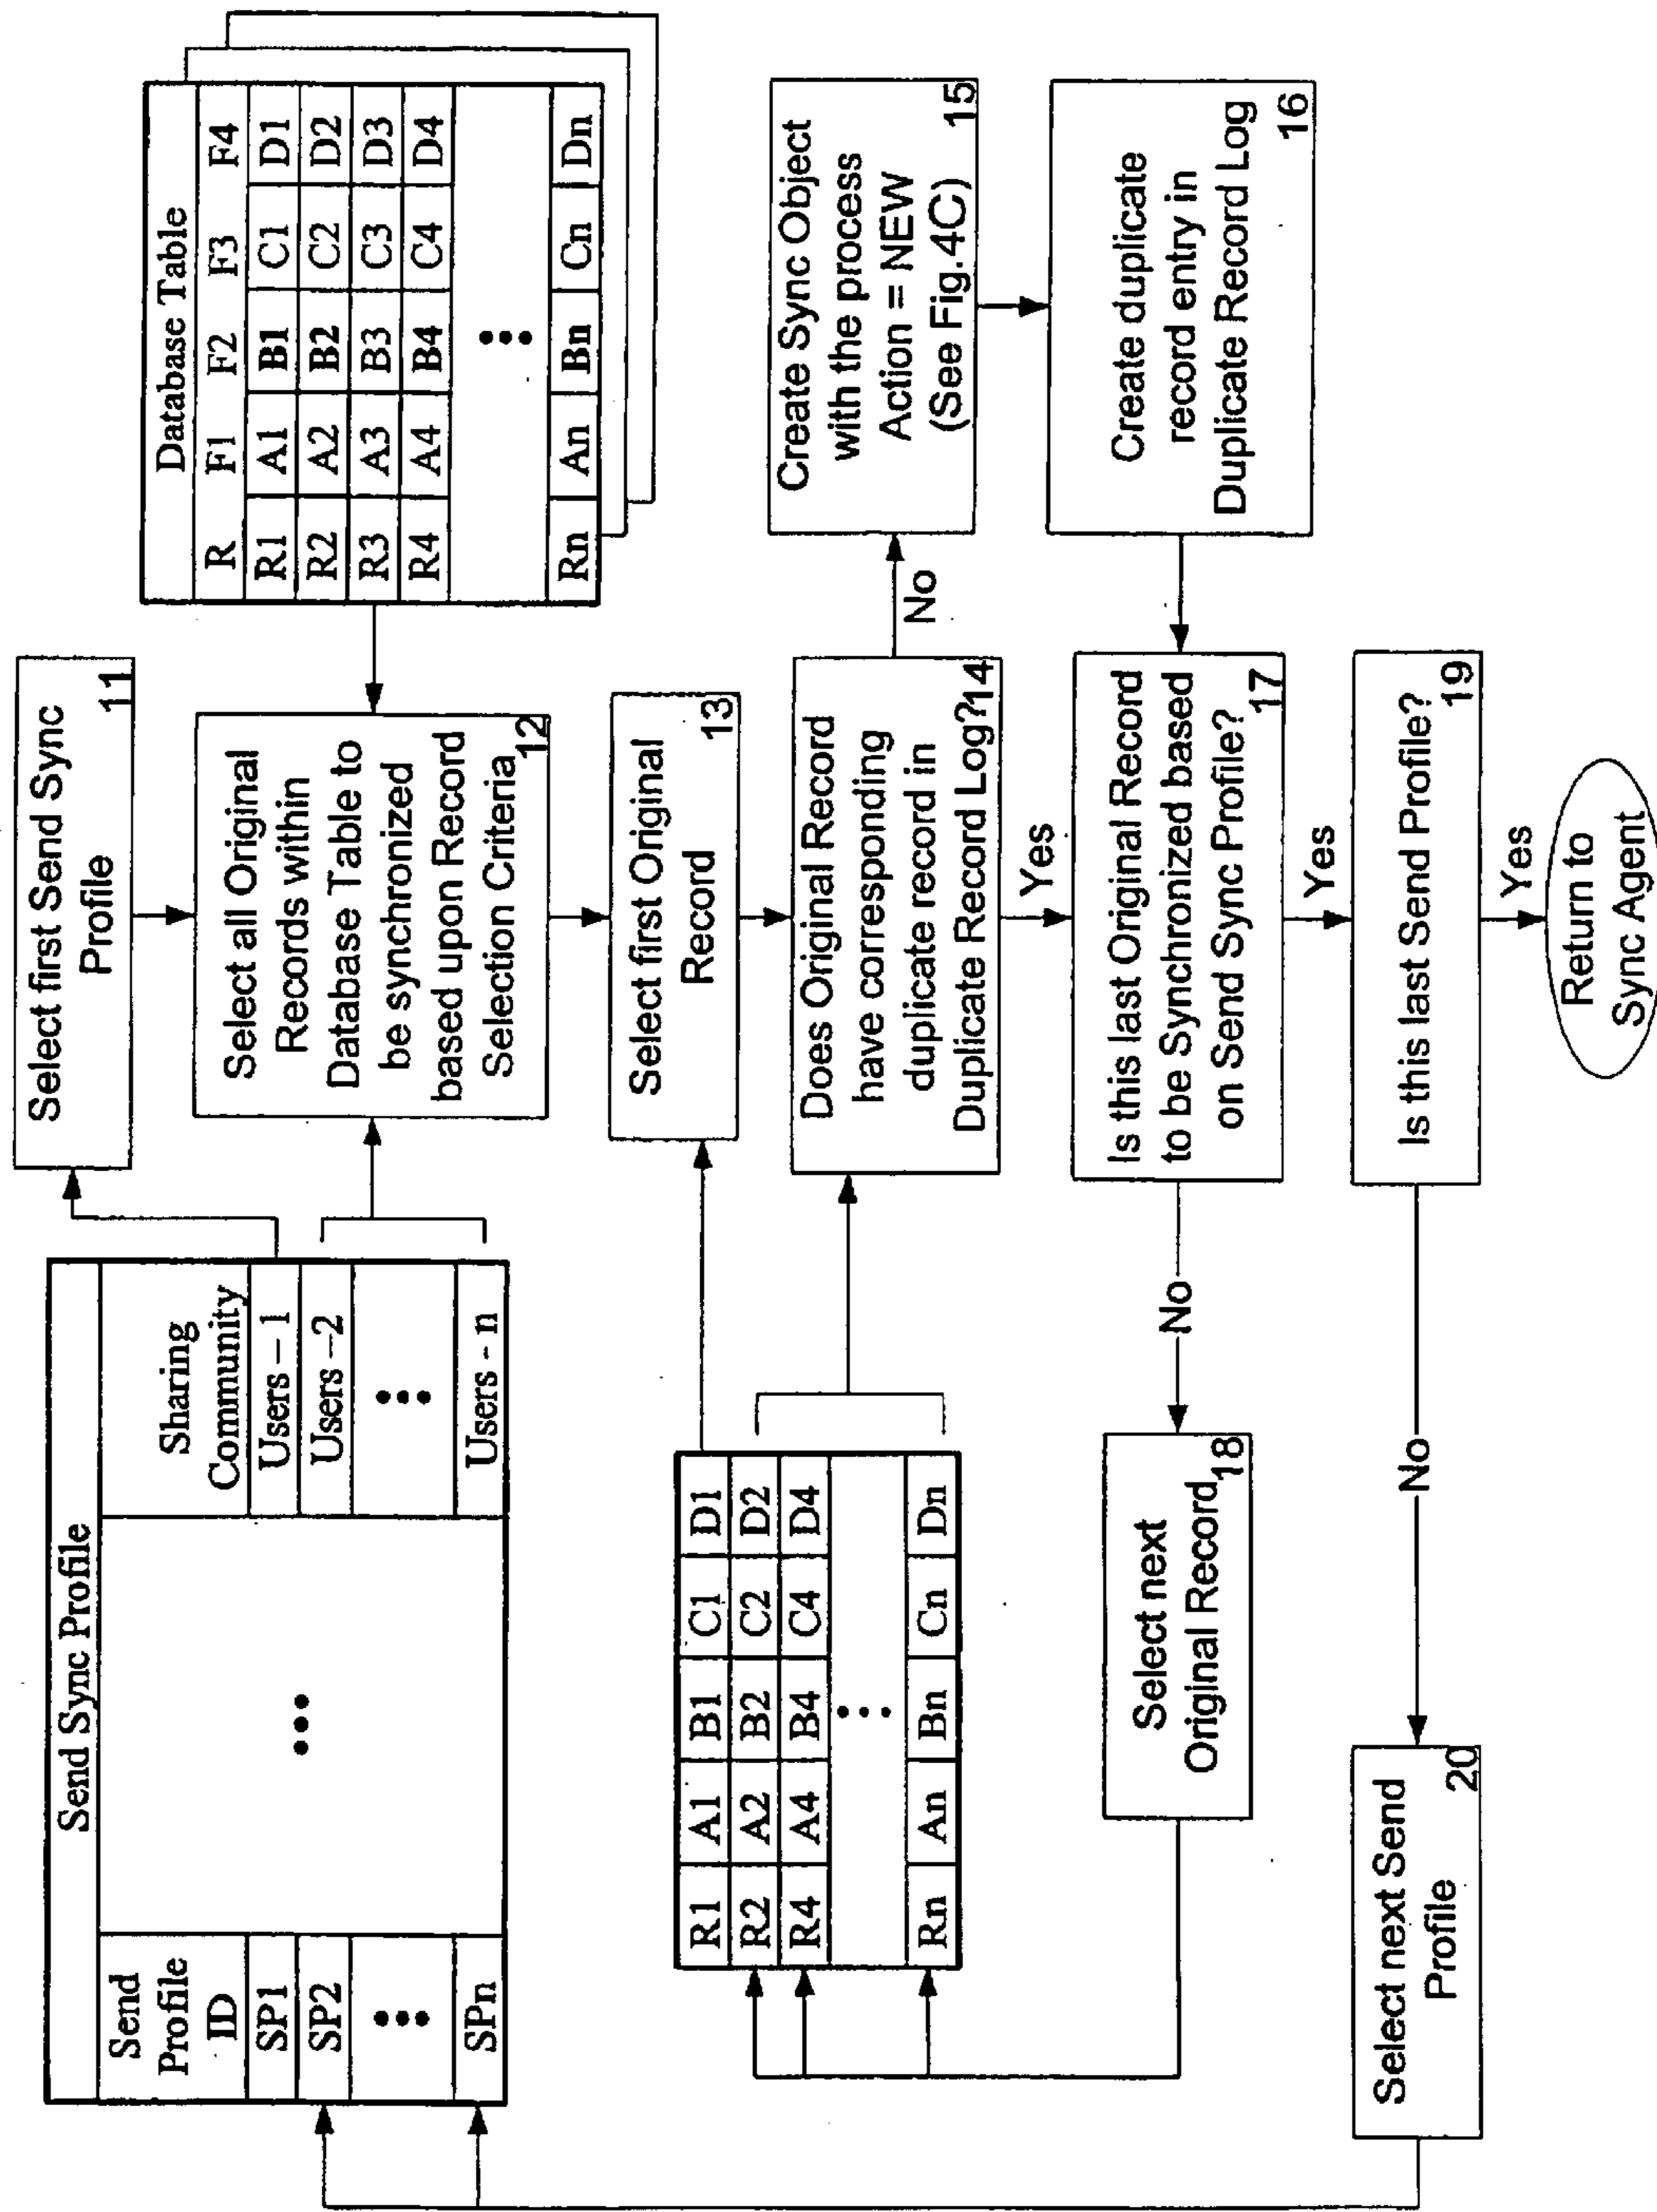 Send Sync Profile
Send
Profile
ID
Sharing
Community
SP1
Users – 1
SP2
•••
Users –2
•••
•••
SPn
Users - n
Select first Send Sync
Profile
11
Database Table
R F1 F2 F3 F4
R1 A1 B1 C1 D1
R2 A2 B2 C2 D2
R3 A3 B3 C3 D3
R4 A4 B4 C4 D4
•••
Rn An Bn Cn Dn
Select all Original
Records within
Database Table to
be synchronized
based upon Record
Selection Criteria
12
Select first Original
Record
13
R1 A1 B1 C1 D1
R2 A2 B2 C2 D2
R4 A4 B4 C4 D4
•••
Rn An Bn Cn Dn
Does Original Record
have corresponding
duplicate record in
Duplicate Record Log?14
No
Create Sync Object
with the process
Action = NEW
(See Fig.4C)
15
Yes
Create duplicate
record entry in
Duplicate Record Log
16
Is this last Original Record
to be Synchronized based
on Send Sync Profile?
17
No
Select next
Original Record
18
Yes
Is this last Send Profile?
19
No
Select next Send
Profile
20
Yes
Return to
Sync Agent